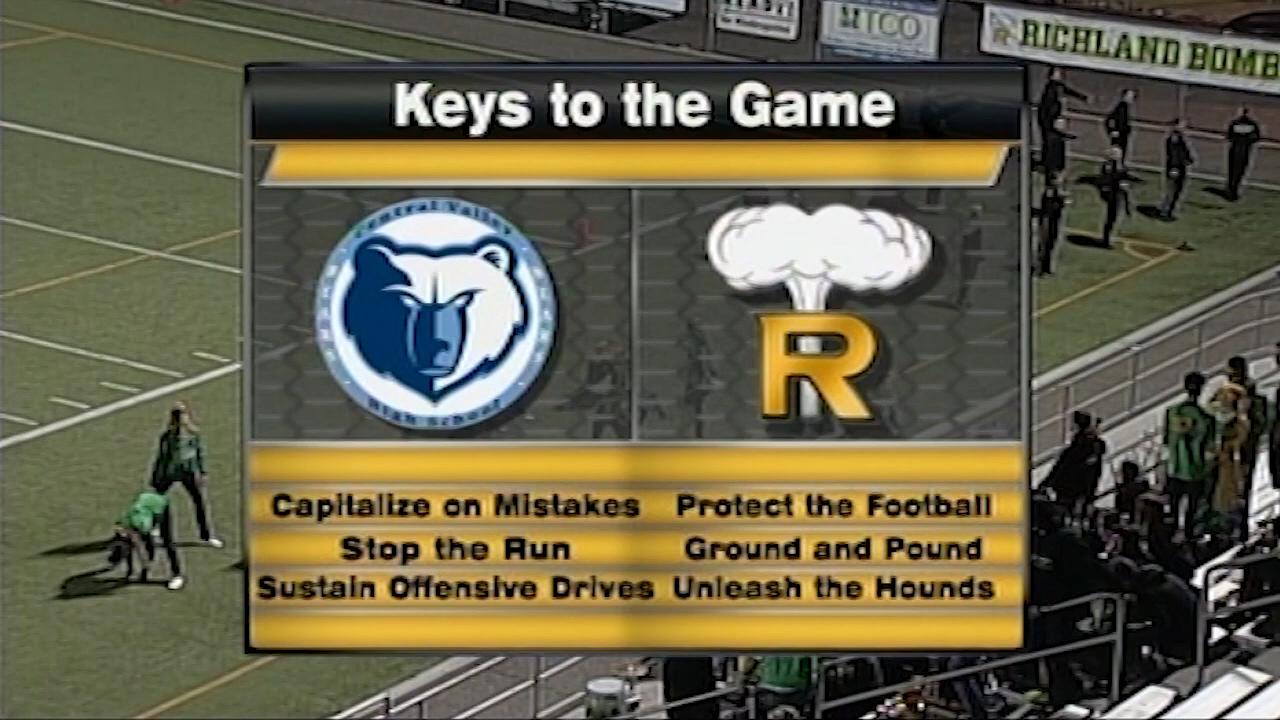 MTCO
RICHLAND BOMB
Keys to the Game
Central Valley
High School
R
Capitalize on Mistakes
Protect the Football
Stop the Run
Ground and Pound
Sustain Offensive Drives
Unleash the Hounds